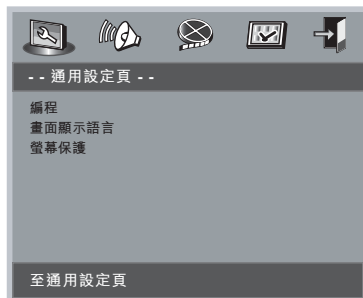 - - 通用設定頁 - -
編程
畫面顯示語言
螢幕保護
至通用設定頁